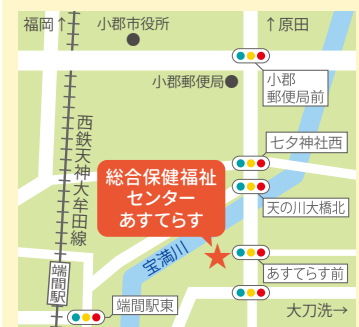 福岡↑
小郡市役所
↑原田
小郡郵便局
小郡
郵便局前
西鉄天神大牟田線
七夕神社西
総合保健福祉
センター
あすてらす
天の川大橋北
宝満川
あすてらす前
端間駅
端間駅東
大刀洗→